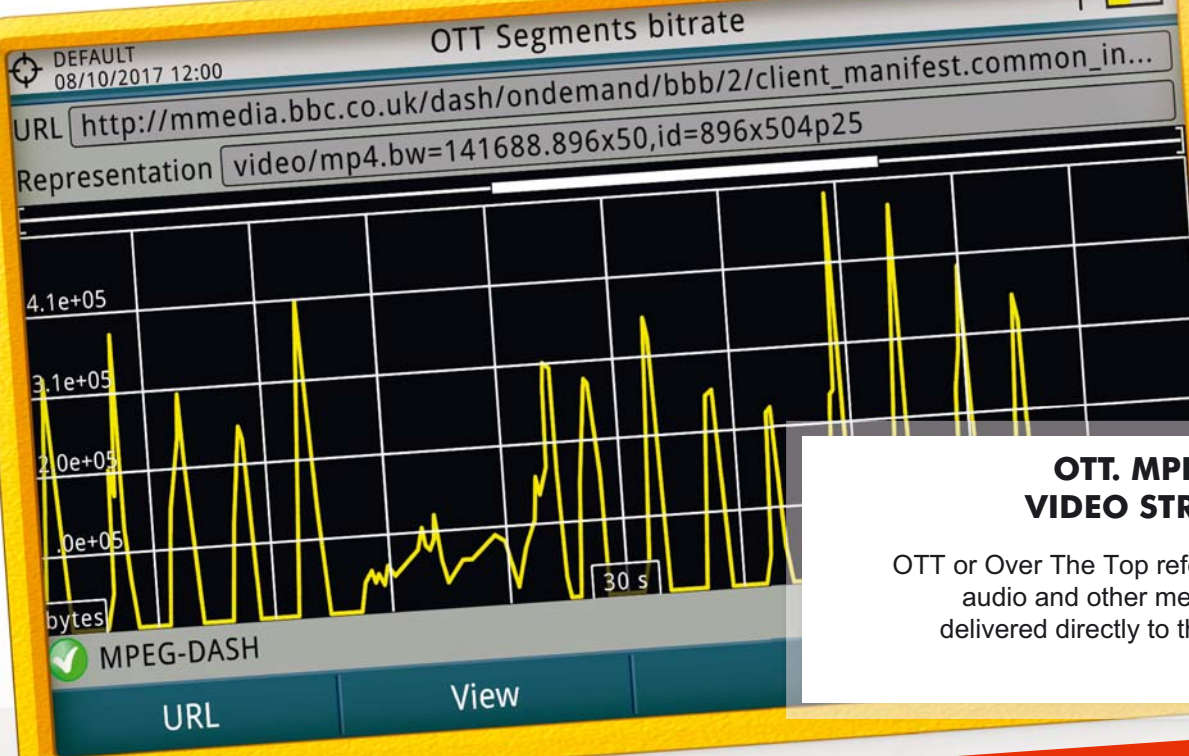 DEFAULT
08/10/2017 12:00
OTT Segments bitrate
URL http://mmedia.bbc.co.uk/dash/ondemand/bbb/2/client_manifest.common_in...
Representation video/mp4.bw=141688.896x50,id=896x504p25
4.1e+05
3.1e+05
2.0e+05
.0e+05
bytes
30 s
MPEG-DASH
URL
View
OTT. MP
VIDEO STR
OTT or Over The Top refe
audio and other me
delivered directly to th